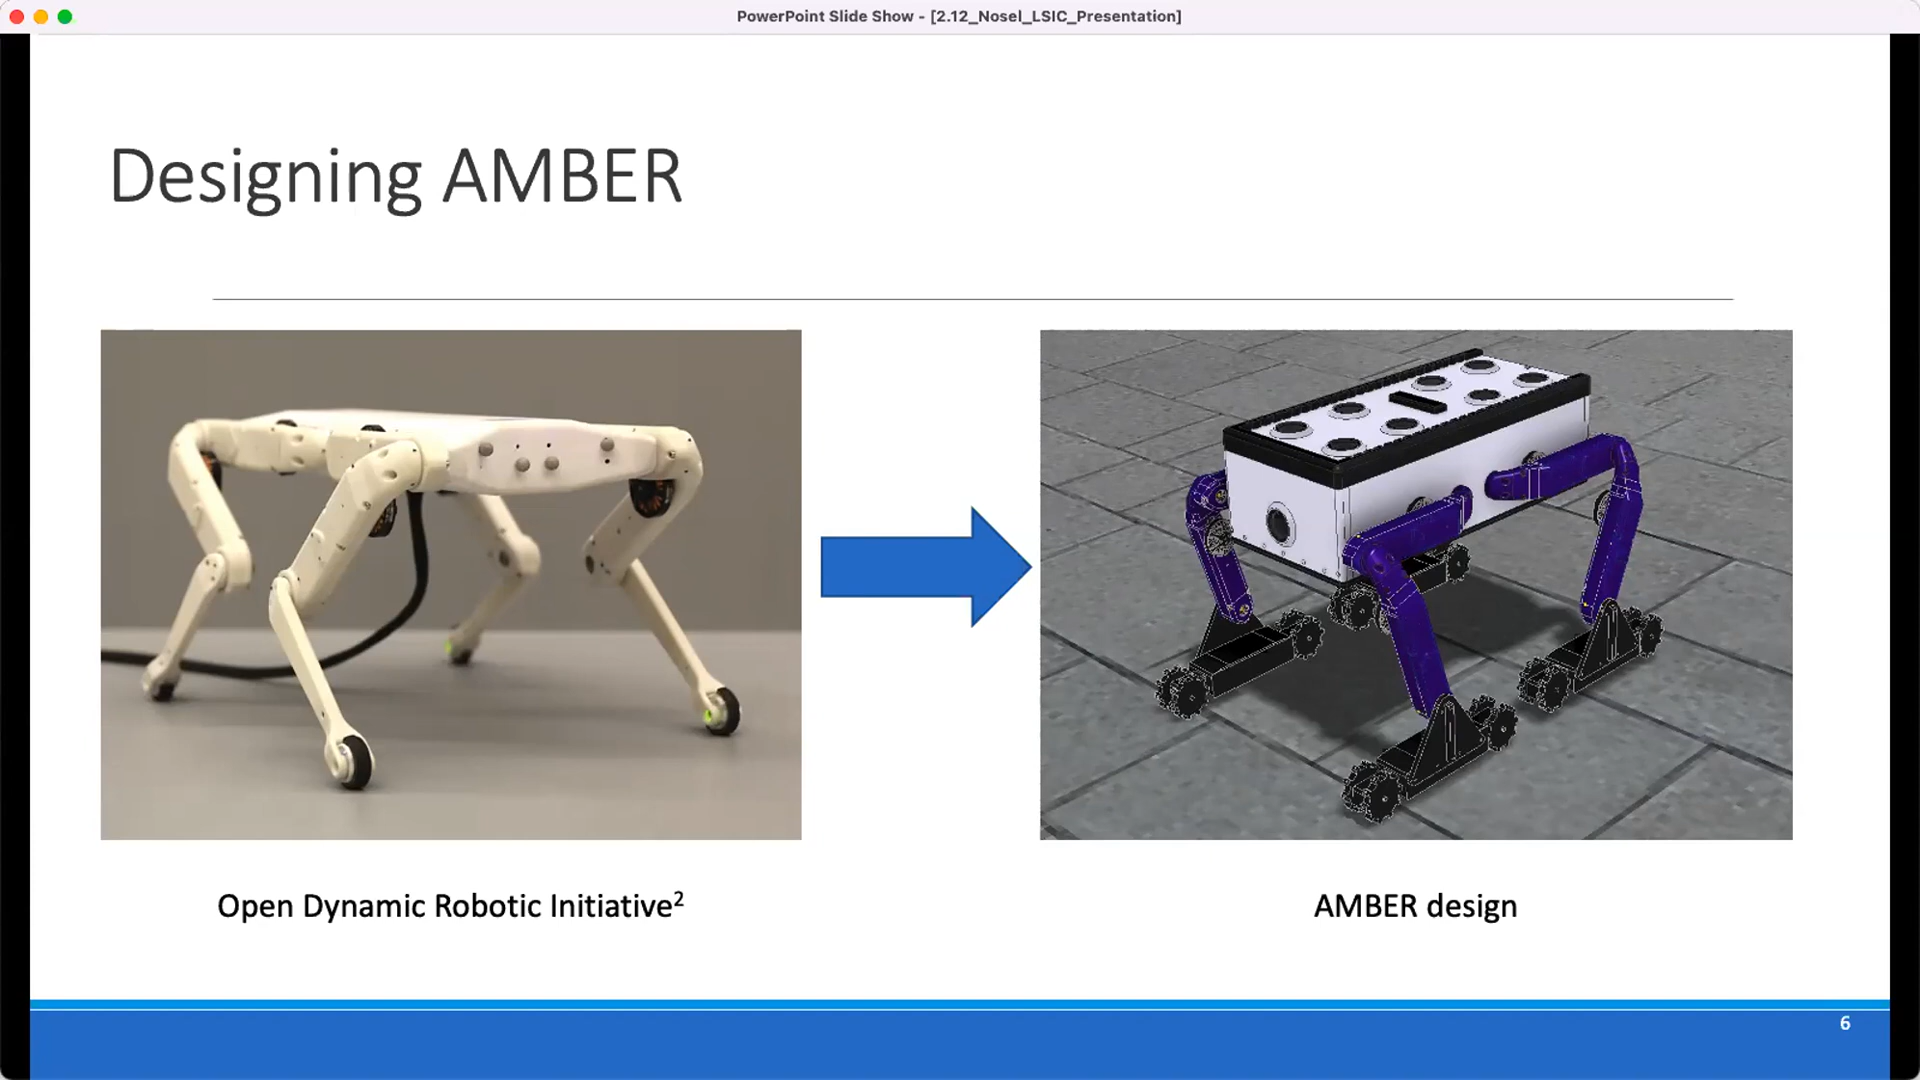 PowerPoint Slide Show - [2.12_Nosel_LSIC_Presentation]
Designing AMBER
Open Dynamic Robotic Initiative²
AMBER design
6